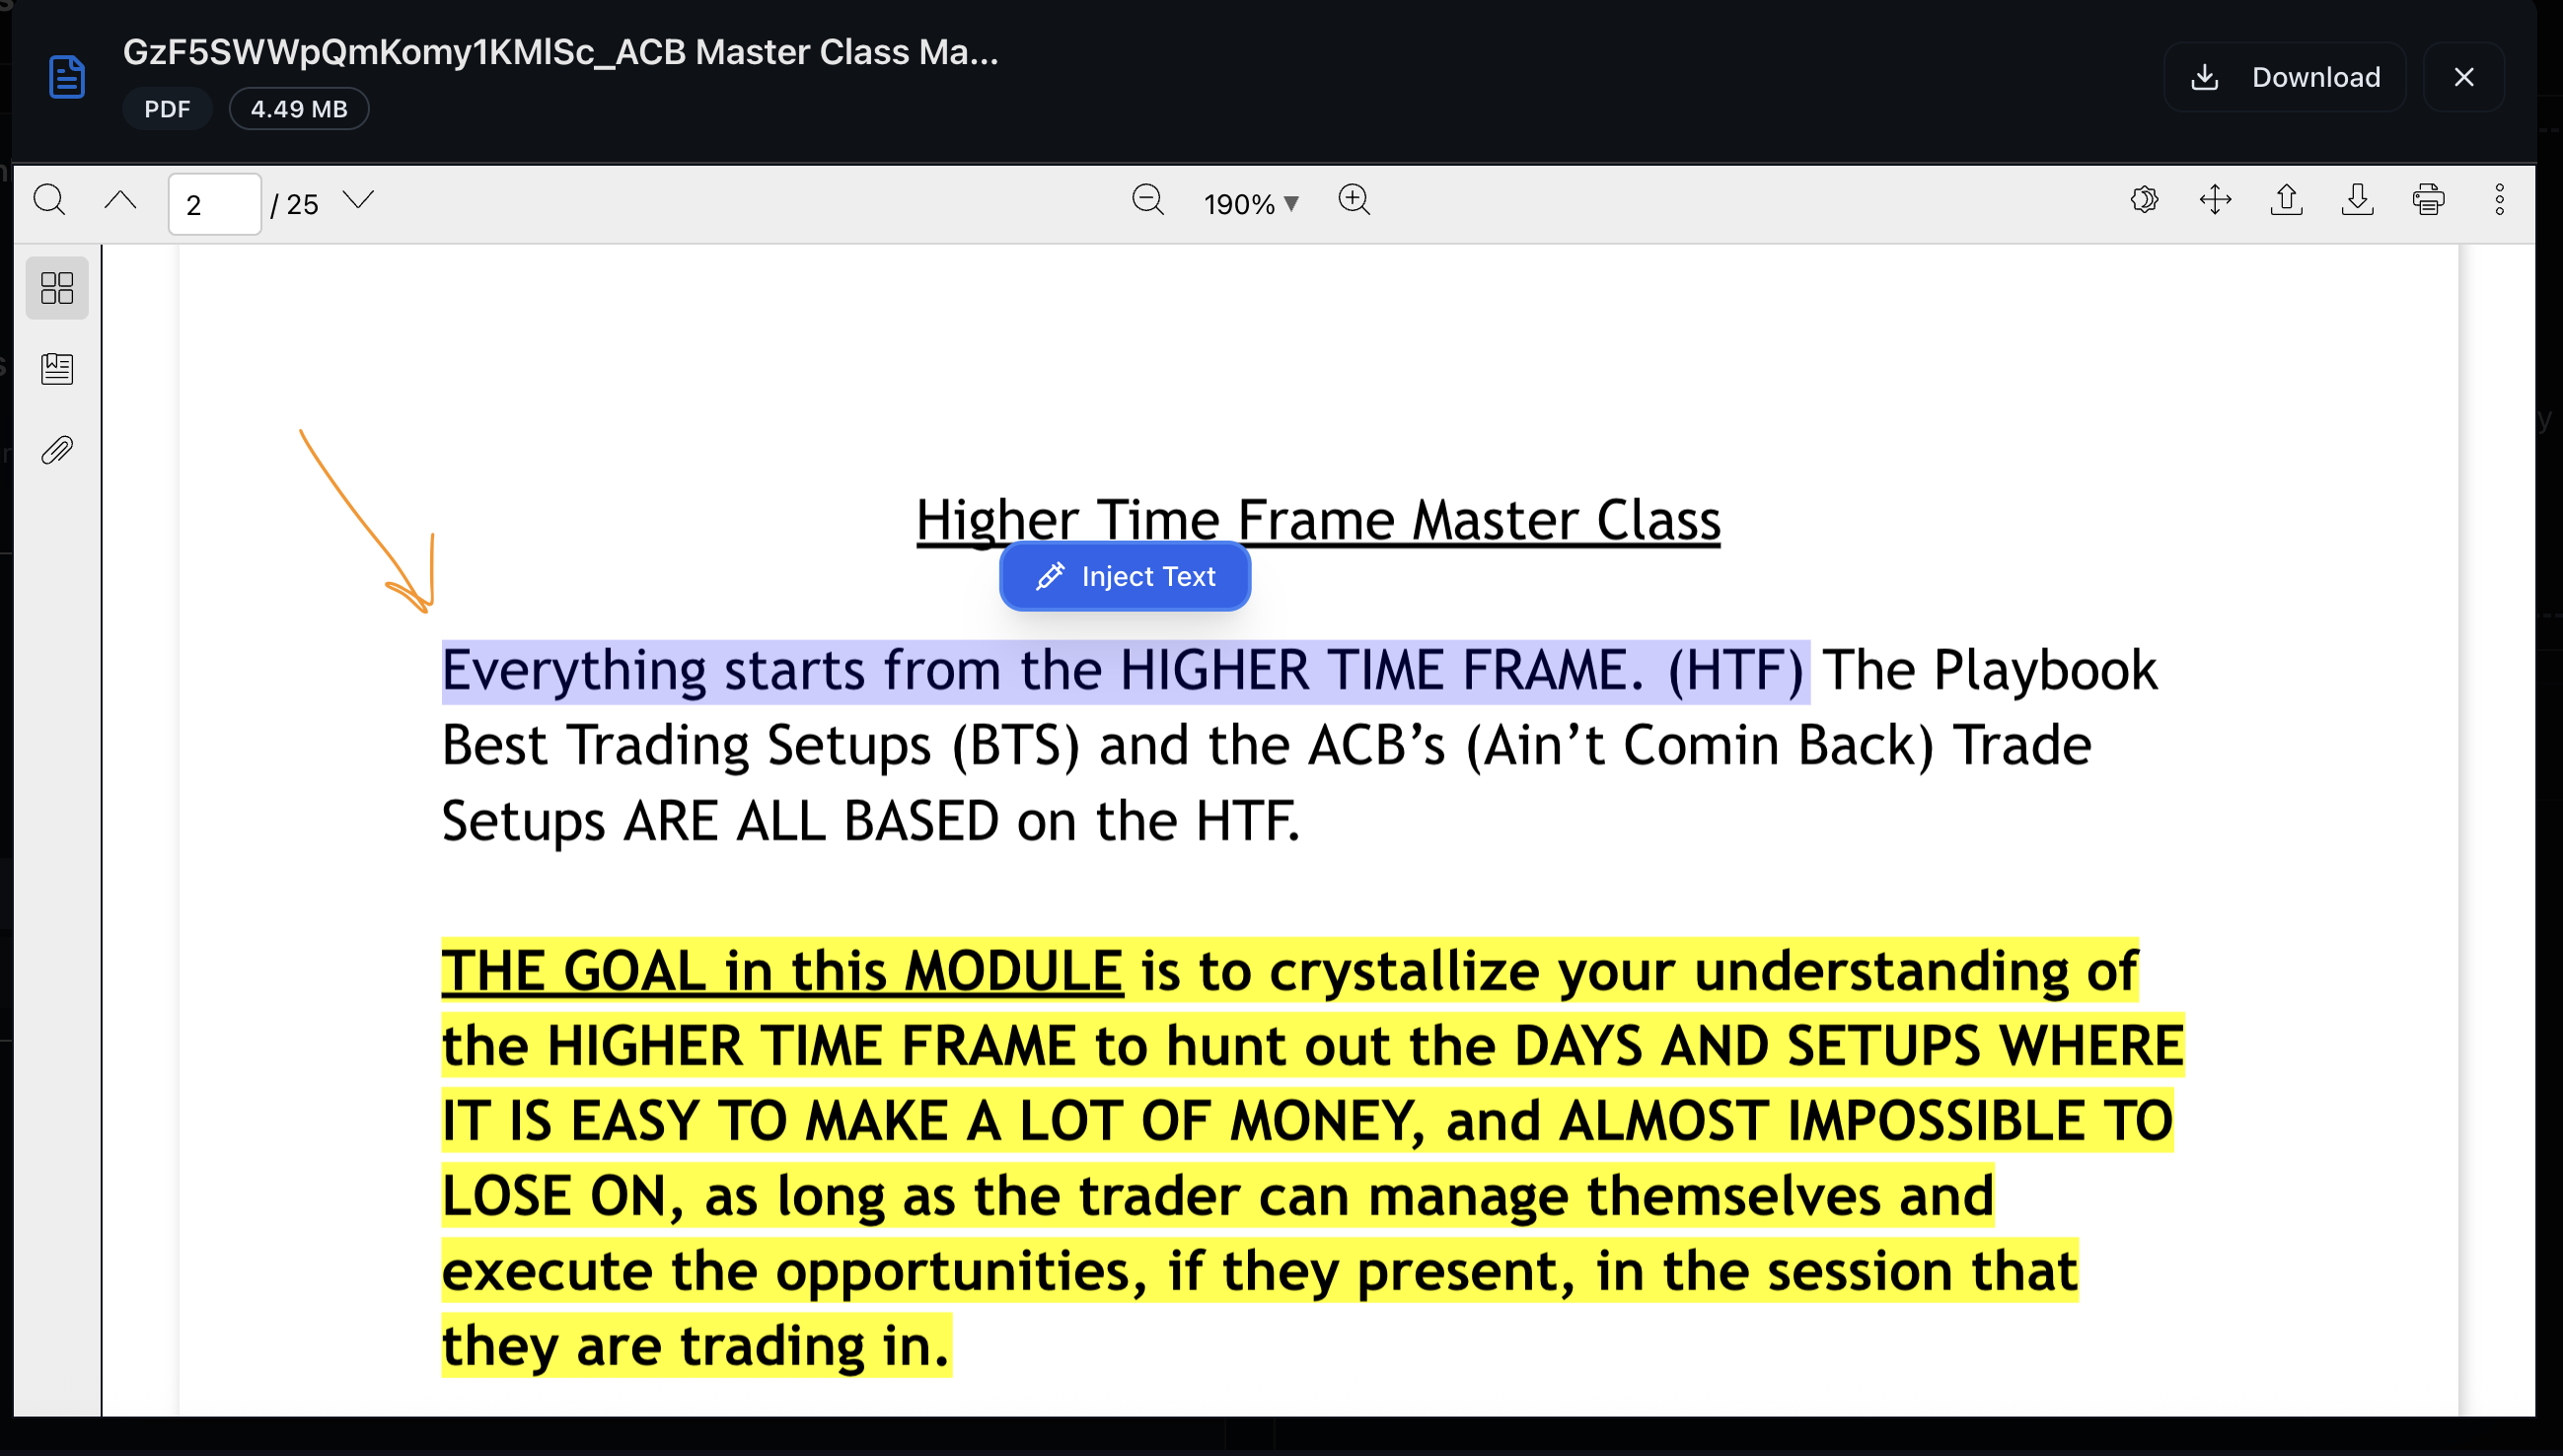 GzF5SWWpQmKomy1KMlSc_ACB Master Class Ma...
PDF 4.49 MB
Download
2 / 25
190%
Higher Time Frame Master Class
Inject Text
Everything starts from the HIGHER TIME FRAME. (HTF) The Playbook
Best Trading Setups (BTS) and the ACB’s (Ain’t Comin Back) Trade
Setups ARE ALL BASED on the HTF.
THE GOAL in this MODULE is to crystallize your understanding of
the HIGHER TIME FRAME to hunt out the DAYS AND SETUPS WHERE
IT IS EASY TO MAKE A LOT OF MONEY, and ALMOST IMPOSSIBLE TO
LOSE ON, as long as the trader can manage themselves and
execute the opportunities, if they present, in the session that
they are trading in.